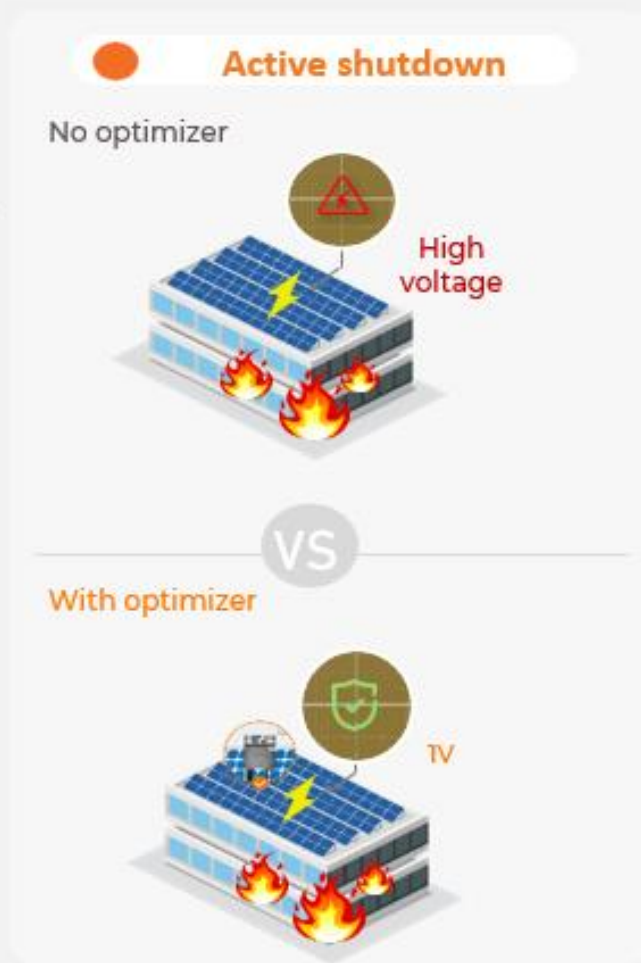 Active shutdown
No optimizer
High
voltage
VS
With optimizer
1V